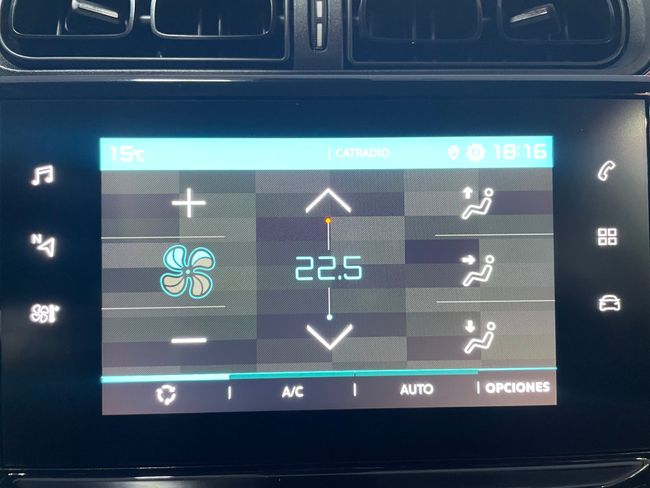 15°C CATRADIO 18:16
N
22.5
A/C AUTO OPCIONES